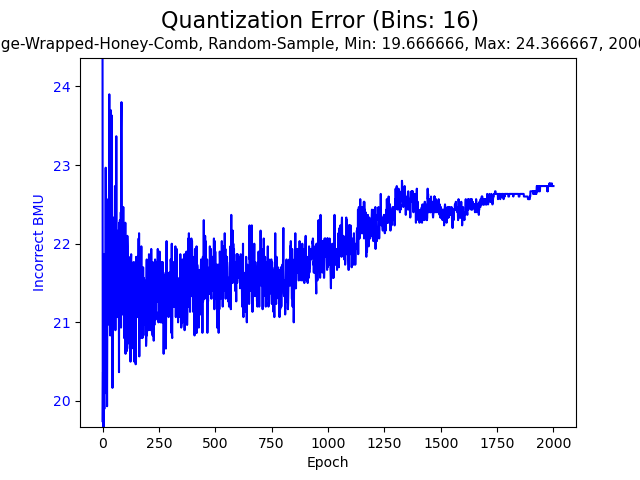 Quantization Error (Bins: 16)
ge-Wrapped-Honey-Comb, Random-Sample, Min: 19.666666, Max: 24.366667, 200
24
23
22
21
20
Incorrect BMU
0 250 500 750 1000 1250 1500 1750 2000
Epoch